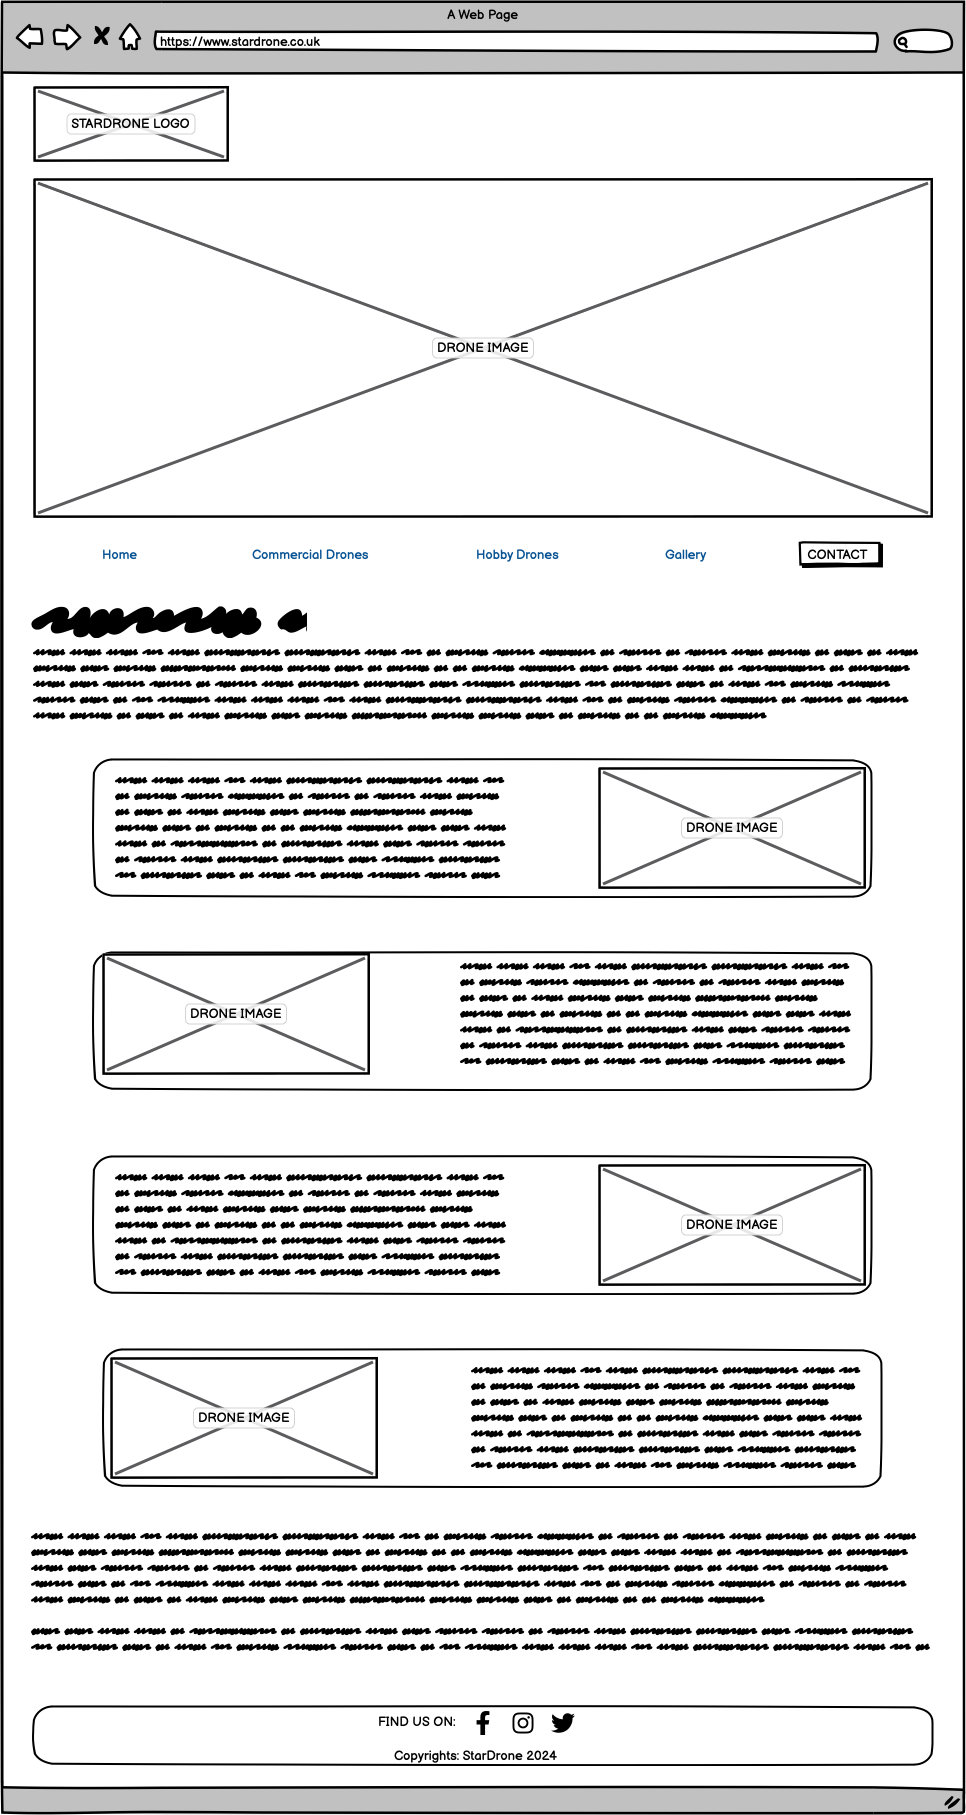 A Web Page
https://www.stardrone.co.uk
STARDRONE LOGO
DRONE IMAGE
Home Commercial Drones Hobby Drones Gallery CONTACT
DRONE IMAGE
DRONE IMAGE
DRONE IMAGE
DRONE IMAGE
FIND US ON:
Copyrights: StarDrone 2024